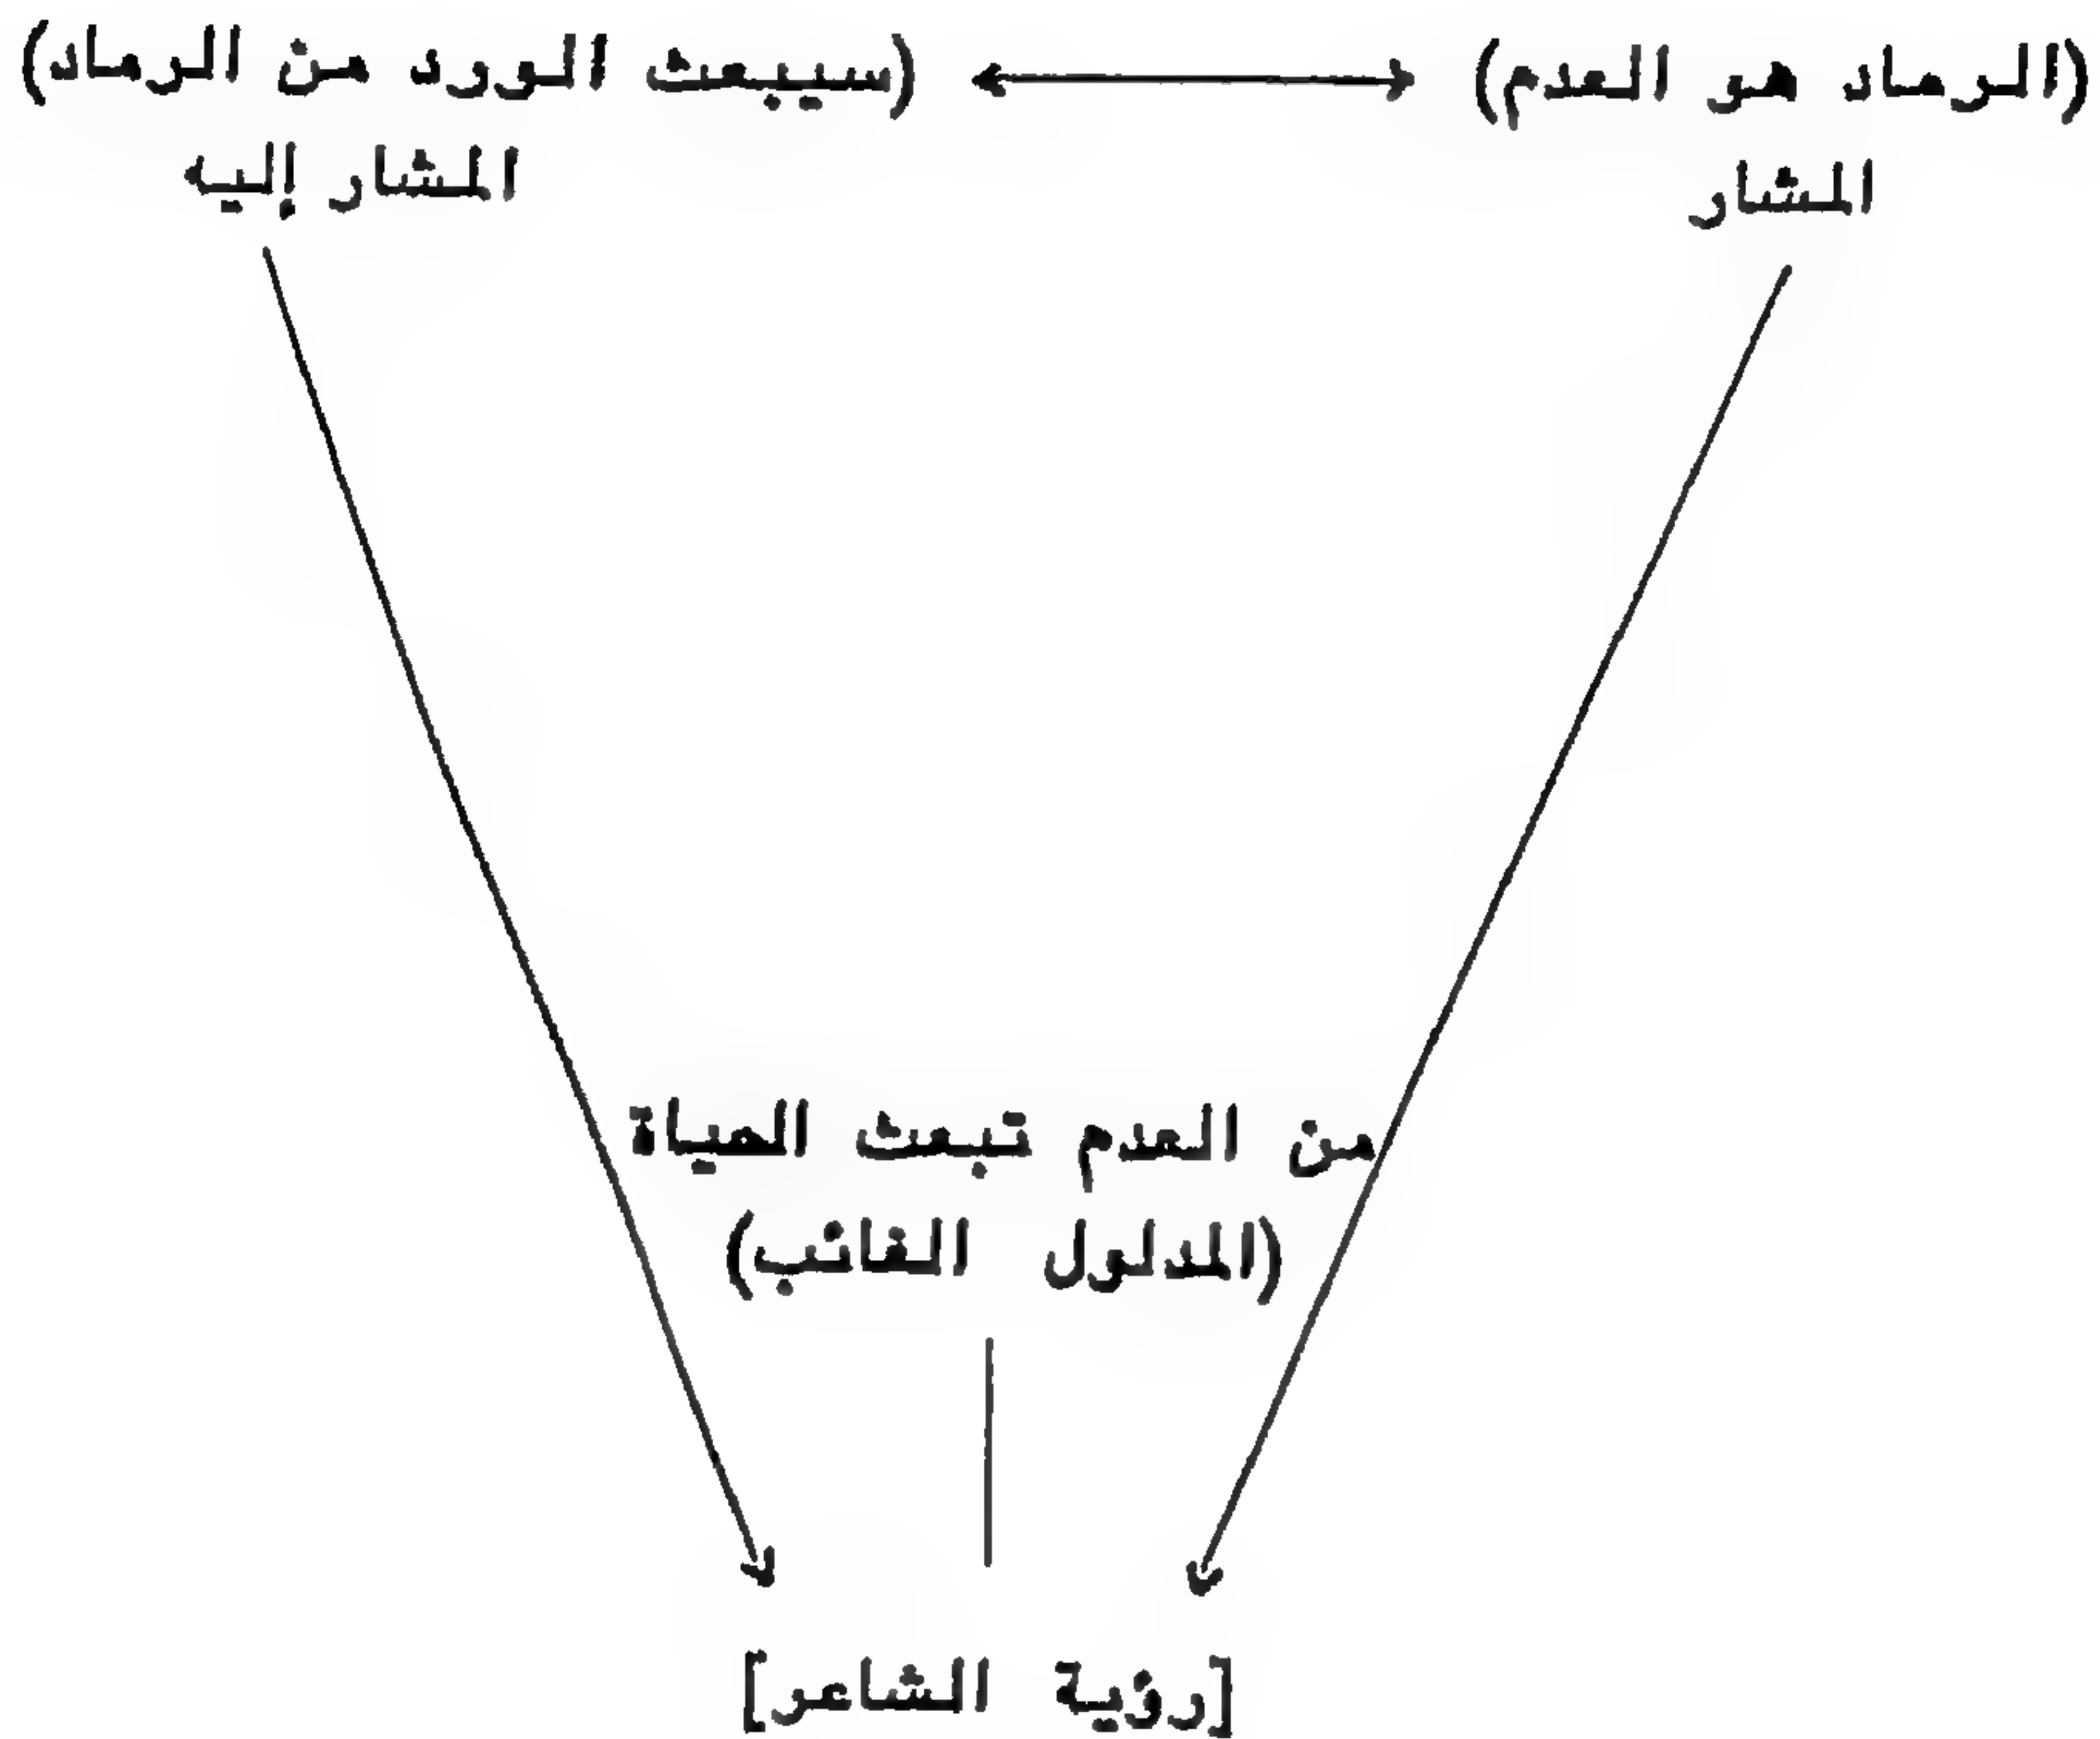 (الرماد هو العدم) (سيبعث الورد من الرماد)
المشار المشار إليه
من العدم تبعث الحياة
(المدلول الغائب)
[رؤية الشاعر]